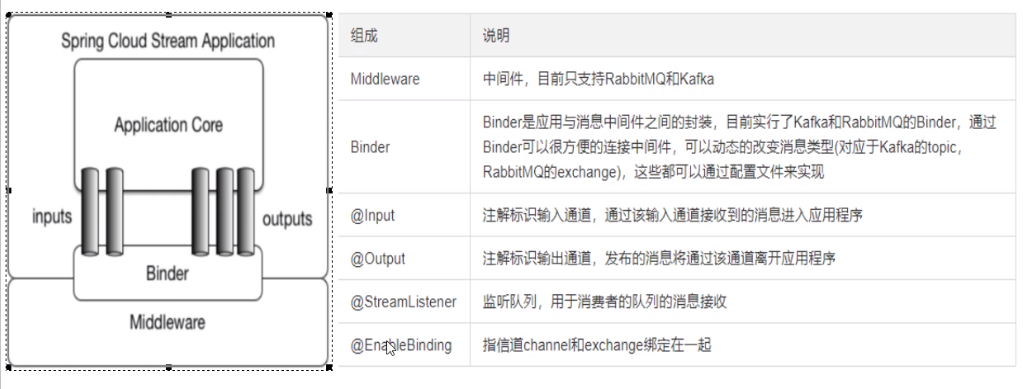 Spring Cloud Stream Application
Application Core
inputs
outputs
Binder
Middleware
组成 说明
Middleware 中间件，目前只支持RabbitMQ和Kafka
Binder Binder是应用与消息中间件之间的封装，目前实行了Kafka和RabbitMQ的Binder，通过
Binder可以很方便的连接中间件，可以动态的改变消息类型(对应于Kafka的topic，
RabbitMQ的exchange)，这些都可以通过配置文件来实现
@Input 注解标识输入通道，通过该输入通道接收到的消息进入应用程序
@Output 注解标识输出通道，发布的消息将通过该通道离开应用程序
@StreamListener 监听队列，用于消费者的队列的消息接收
@EnableBinding 指信道channel和exchange绑定在一起